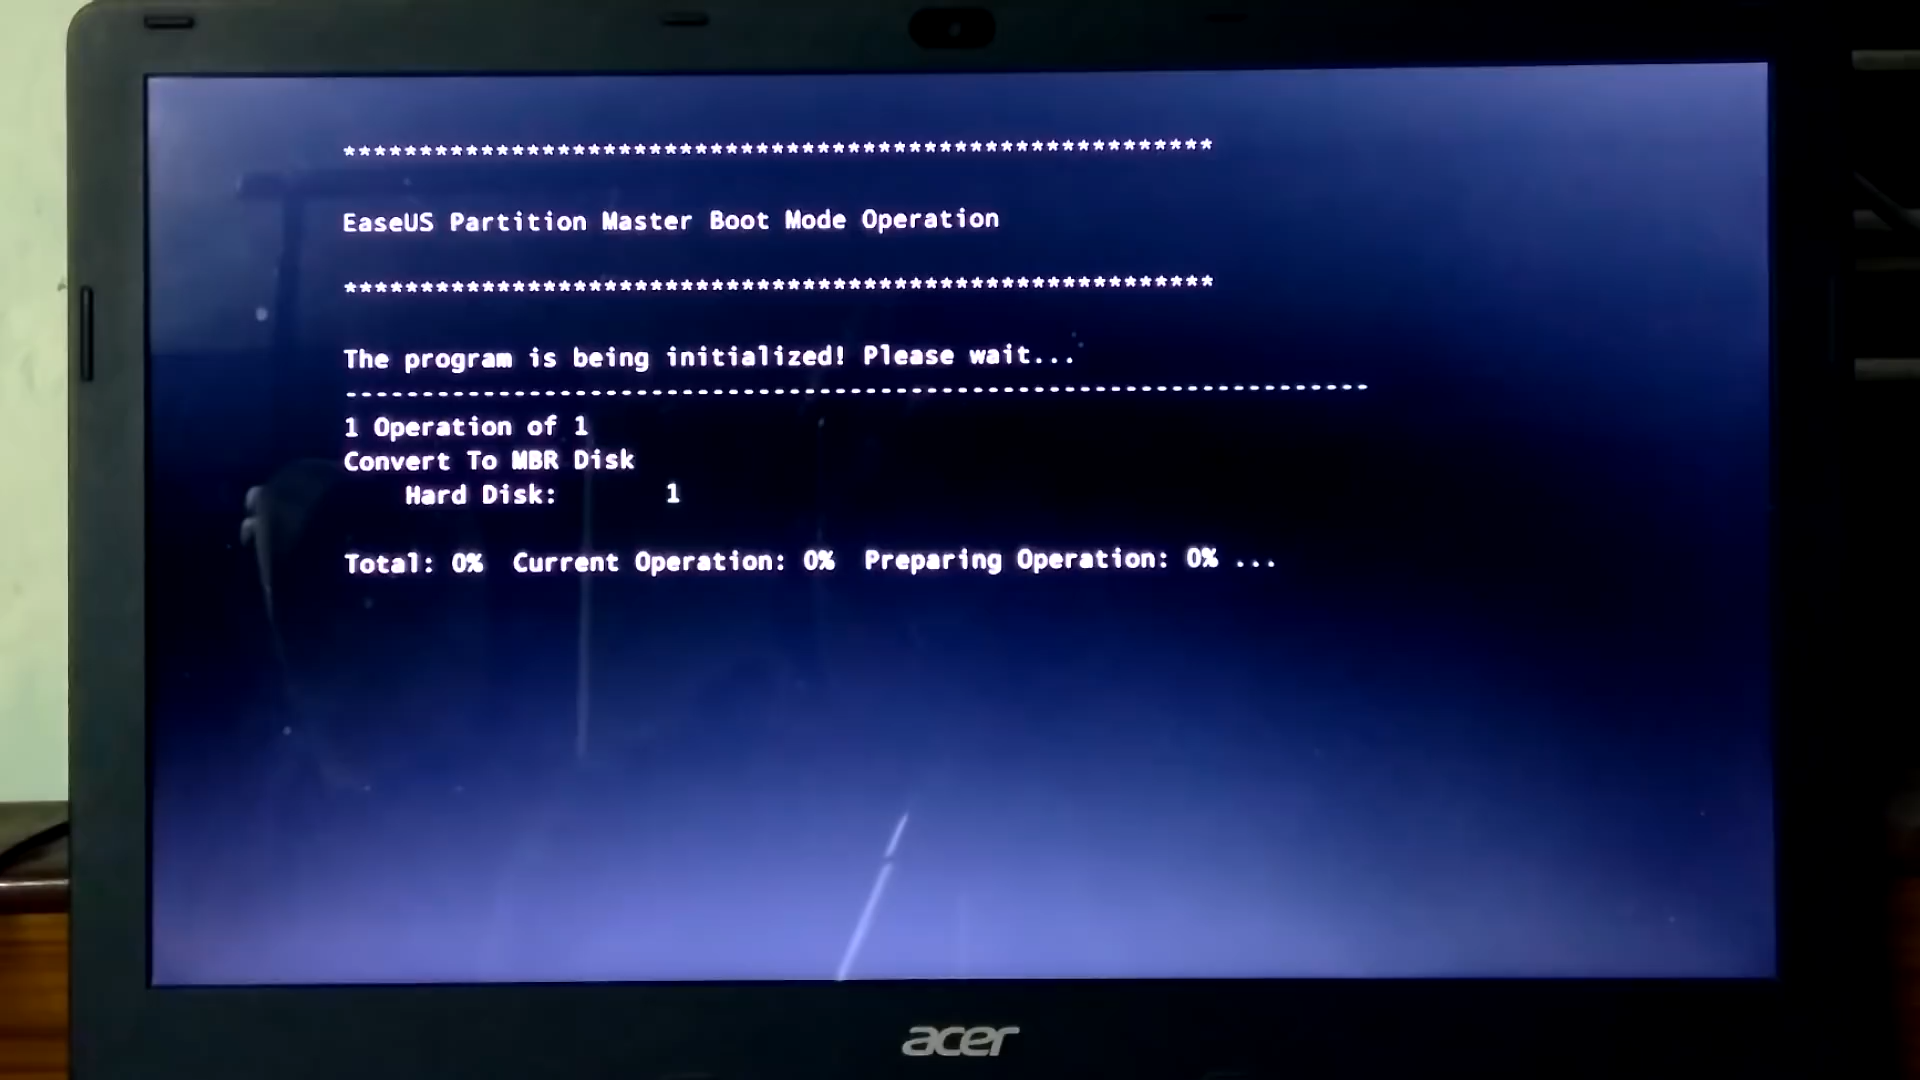 *********************************************************
EaseUS Partition Master Boot Mode Operation
*********************************************************
The program is being initialized! Please wait...
-------------------------------------------------------------------
1 Operation of 1
Convert To MBR Disk
Hard Disk: 1
Total: 0% Current Operation: 0% Preparing Operation: 0% ...
acer